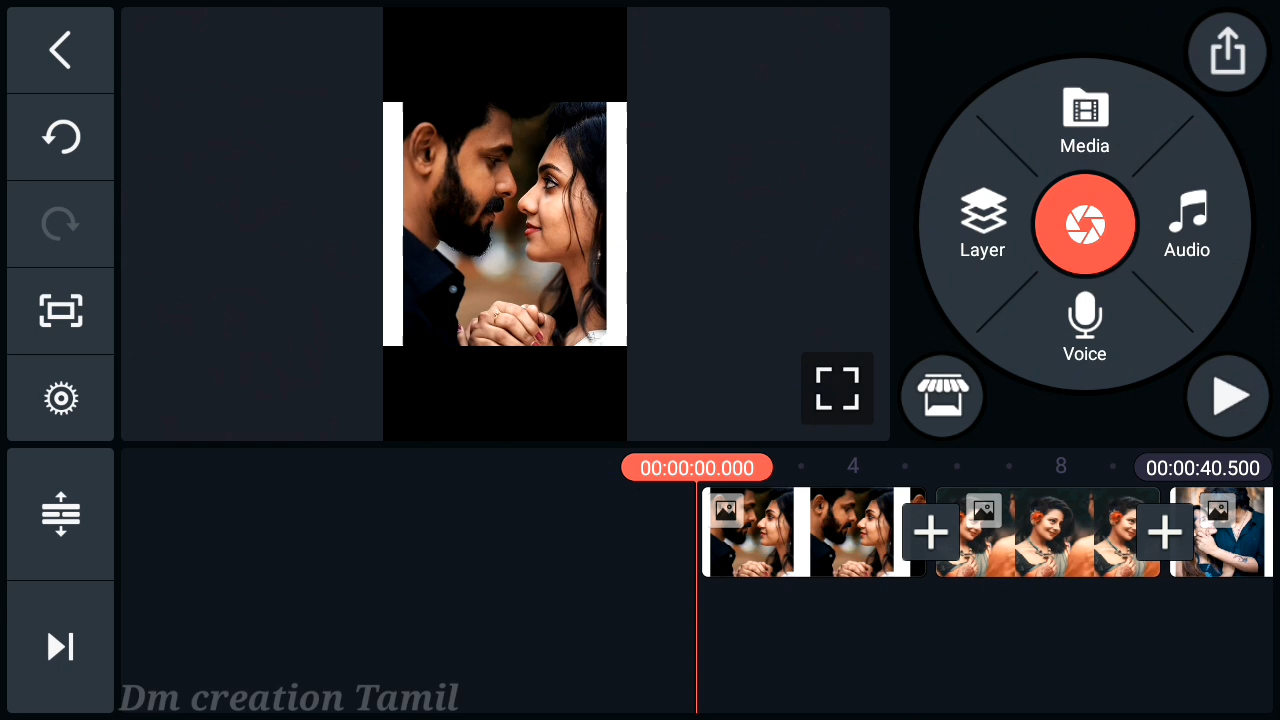 Media
Layer
Audio
Voice
00:00:00.000
4
8
00:00:40.500
Dm creation Tamil